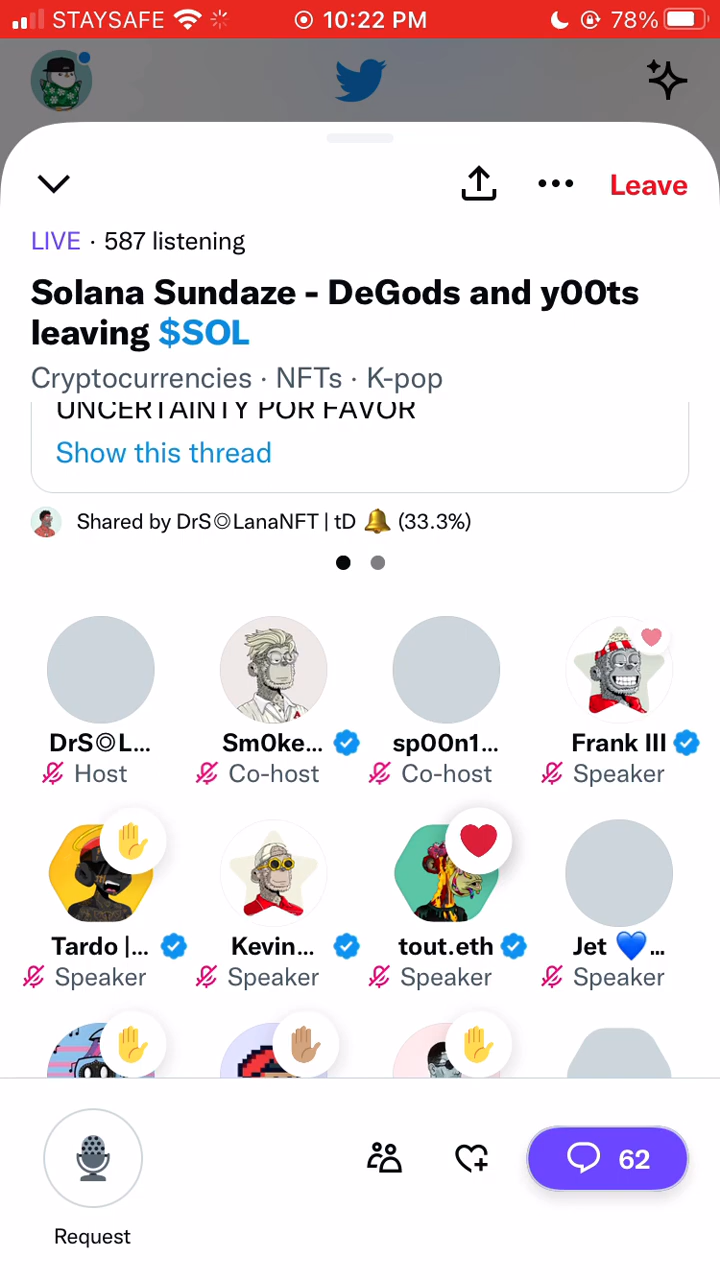 STAYSAFE 10:22 PM 78%
Leave
LIVE · 587 listening
Solana Sundaze - DeGods and y00ts
leaving $SOL
Cryptocurrencies · NFTs · K-pop
UNCERTAINTY POR FAVOR
Show this thread
Shared by DrS◎LanaNFT | tD 🔔 (33.3%)
DrS◎L... Sm0ke... sp00n1... Frank III
Host Co-host Co-host Speaker
Tardo |... Kevin... tout.eth Jet 💙...
Speaker Speaker Speaker Speaker
62
Request